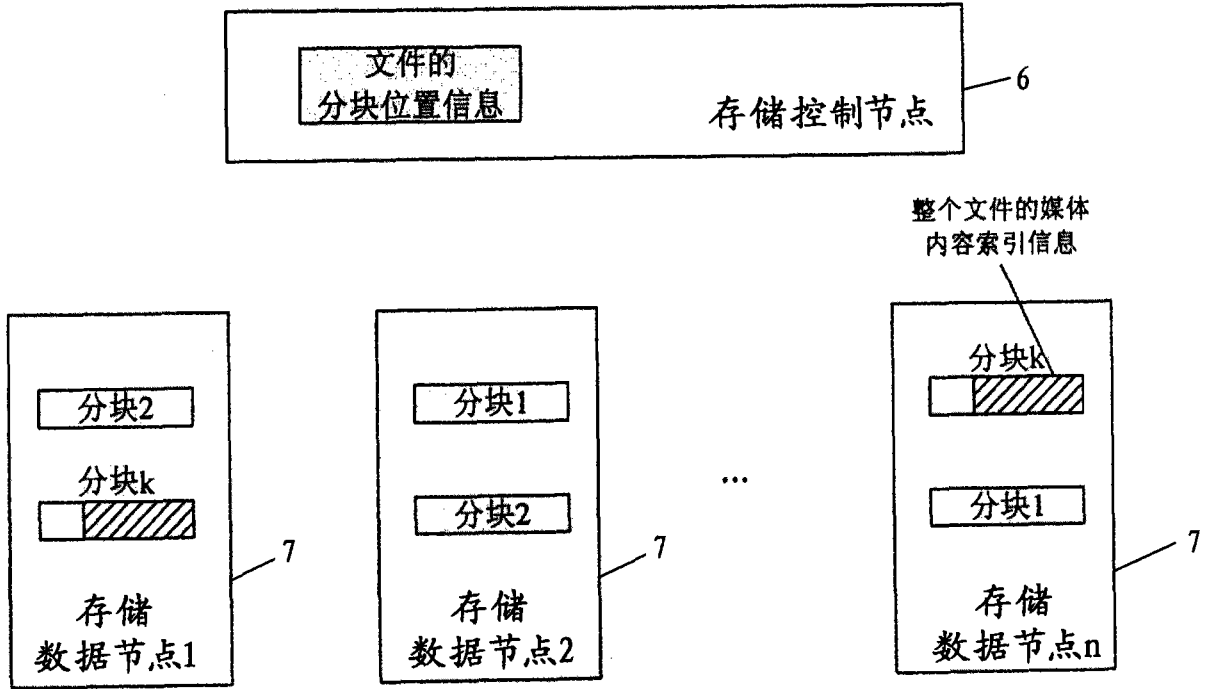 文件的
分块位置信息
存储控制节点
6
整个文件的媒体
内容索引信息
分块2
分块k
存储
数据节点1
7
分块1
分块2
存储
数据节点2
7
...
分块k
分块1
存储
数据节点n
7